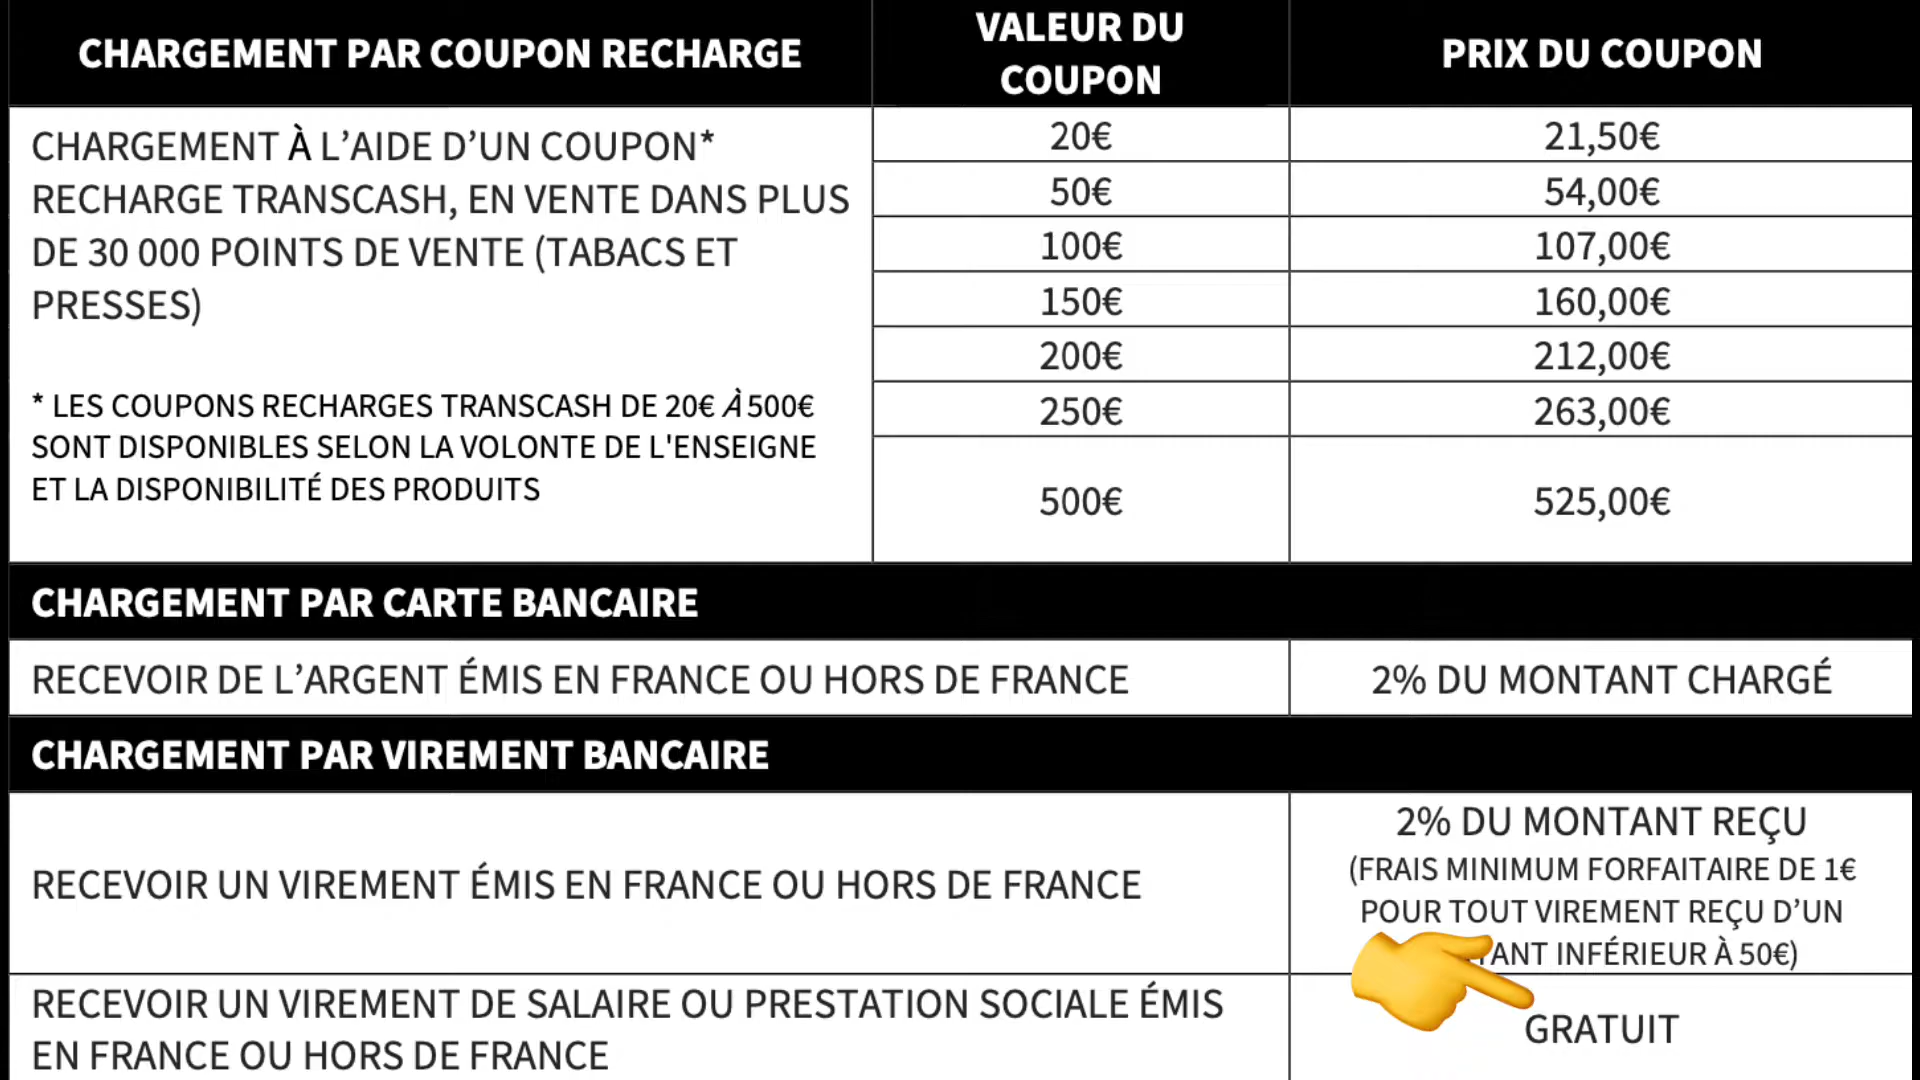 CHARGEMENT PAR COUPON RECHARGE
VALEUR DU
COUPON
PRIX DU COUPON
CHARGEMENT À L’AIDE D’UN COUPON*
RECHARGE TRANSCASH, EN VENTE DANS PLUS
DE 30 000 POINTS DE VENTE (TABACS ET
PRESSES)
* LES COUPONS RECHARGES TRANSCASH DE 20€ À 500€
SONT DISPONIBLES SELON LA VOLONTE DE L'ENSEIGNE
ET LA DISPONIBILITÉ DES PRODUITS
20€ 21,50€
50€ 54,00€
100€ 107,00€
150€ 160,00€
200€ 212,00€
250€ 263,00€
500€ 525,00€
CHARGEMENT PAR CARTE BANCAIRE
RECEVOIR DE L’ARGENT ÉMIS EN FRANCE OU HORS DE FRANCE
2% DU MONTANT CHARGÉ
CHARGEMENT PAR VIREMENT BANCAIRE
RECEVOIR UN VIREMENT ÉMIS EN FRANCE OU HORS DE FRANCE
2% DU MONTANT REÇU
(FRAIS MINIMUM FORFAITAIRE DE 1€
POUR TOUT VIREMENT REÇU D’UN
INFÉRIEUR À 50€)
RECEVOIR UN VIREMENT DE SALAIRE OU PRESTATION SOCIALE ÉMIS
EN FRANCE OU HORS DE FRANCE
GRATUIT